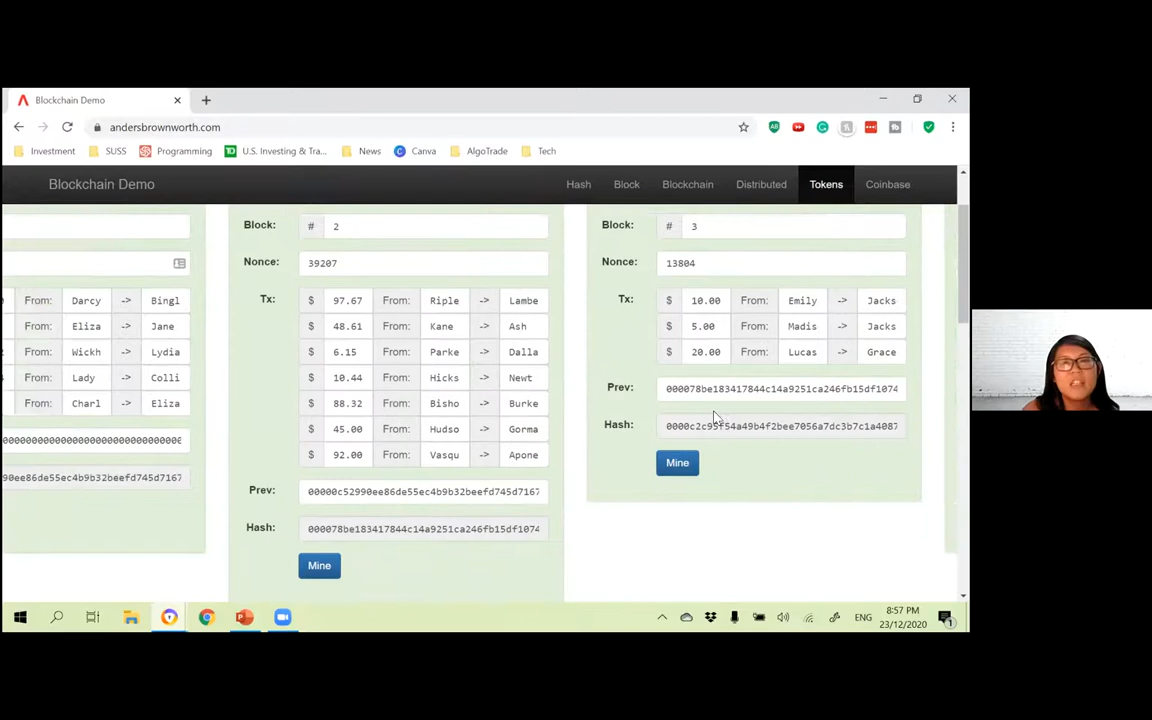 Blockchain Demo
andersbrownworth.com
Investment SUSS Programming U.S. Investing & Tra... News Canva AlgoTrade Tech
Blockchain Demo Hash Block Blockchain Distributed Tokens Coinbase
From: Darcy -> Bingl
From: Eliza -> Jane
From: Wickh -> Lydia
From: Lady -> Colli
From: Charl -> Eliza
90ee86de55ec4b9b32beefd745d7167
Block: # 2
Nonce: 39207
Tx: $ 97.67 From: Riple -> Lambe
$ 48.61 From: Kane -> Ash
$ 6.15 From: Parke -> Dalla
$ 10.44 From: Hicks -> Newt
$ 88.32 From: Bisho -> Burke
$ 45.00 From: Hudso -> Gorma
$ 92.00 From: Vasqu -> Apone
Prev: 00000c52990ee86de55ec4b9b32beefd745d7167
Hash: 000078be183417844c14a9251ca246fb15df1074
Mine
Block: # 3
Nonce: 13804
Tx: $ 10.00 From: Emily -> Jacks
$ 5.00 From: Madis -> Jacks
$ 20.00 From: Lucas -> Grace
Prev: 000078be183417844c14a9251ca246fb15df1074
Hash: 0000c2c95f54a49b4f2bee7056a7dc3b7c1a4087
Mine
ENG
8:57 PM
23/12/2020